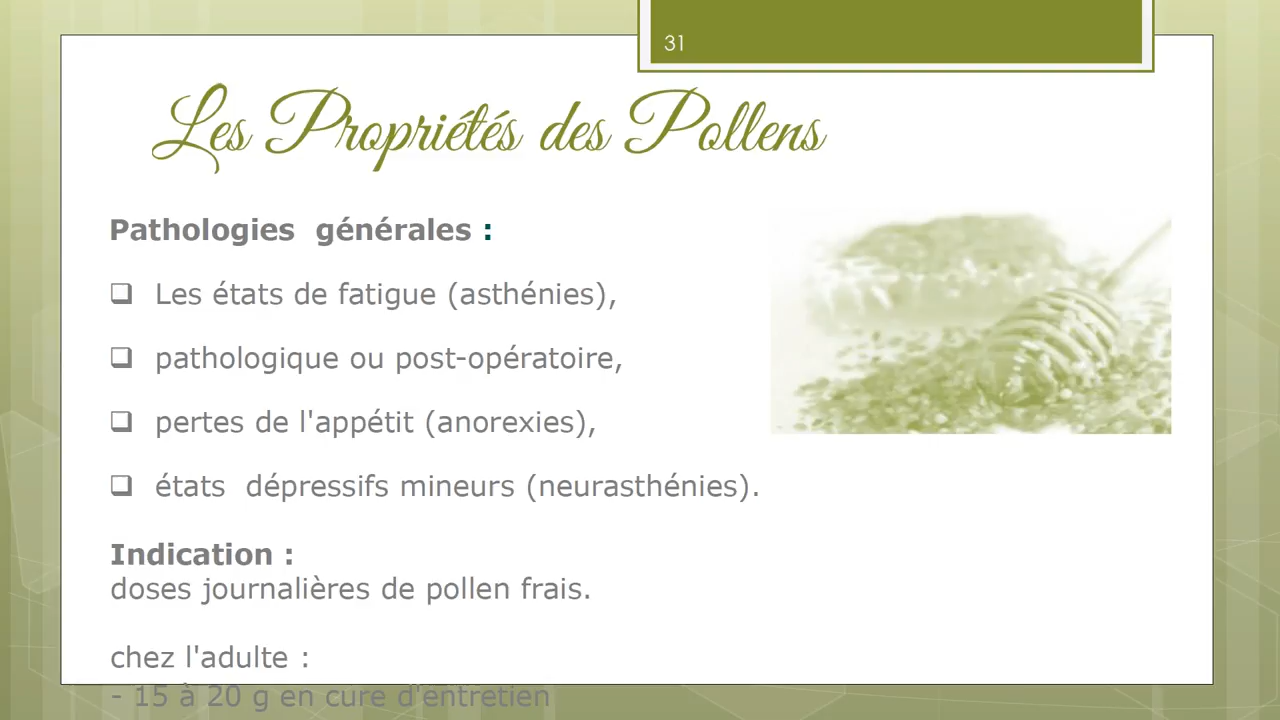 31
Les Propriétés des Pollens
Pathologies générales :
❑ Les états de fatigue (asthénies),
❑ pathologique ou post-opératoire,
❑ pertes de l'appétit (anorexies),
❑ états dépressifs mineurs (neurasthénies).
Indication :
doses journalières de pollen frais.
chez l'adulte :
- 15 à 20 g en cure d'entretien